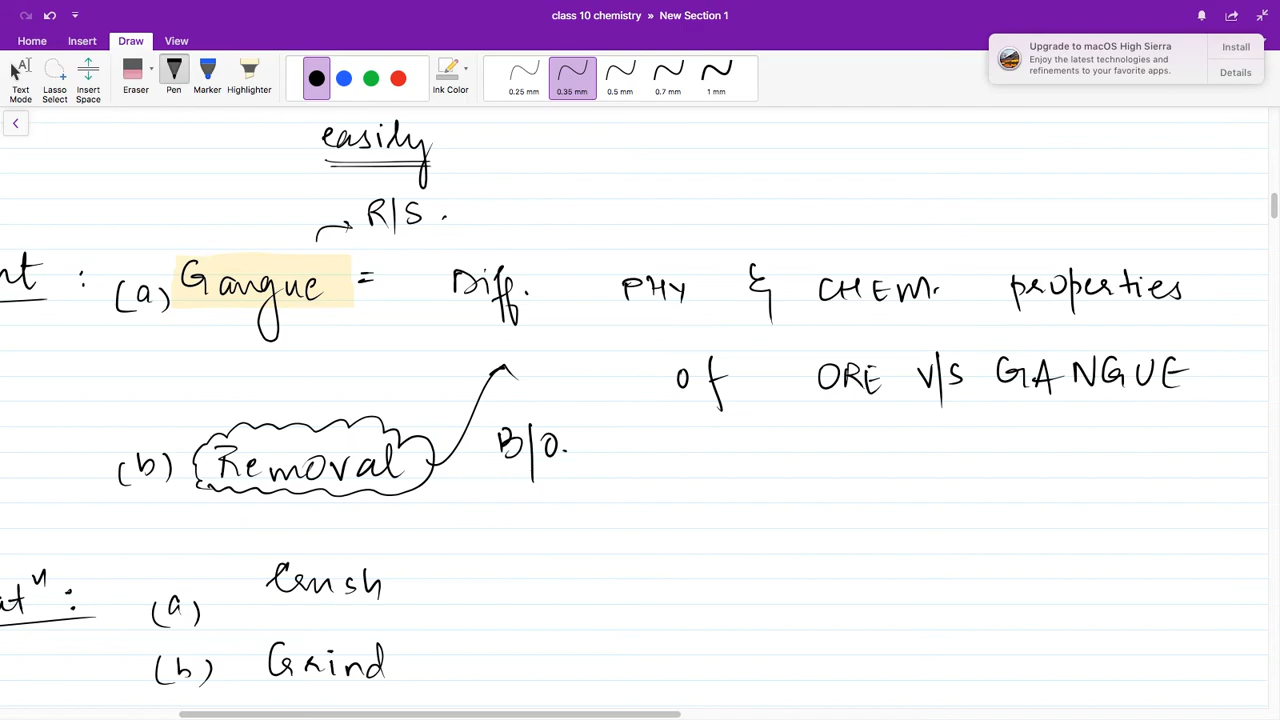 class 10 chemistry » New Section 1
Home Insert Draw View
Upgrade to macOS High Sierra
Enjoy the latest technologies and
refinements to your favorite apps.
Install
Details
Text Mode
Lasso Select
Insert Space
Eraser
Pen
Marker
Highlighter
Ink Color
0.25 mm 0.35 mm 0.5 mm 0.7 mm 1 mm
easily
R/S.
nt : (a) Gangue = Diff. PHY & CHEM. properties
of ORE V/S GANGUE
(b) Removal B/O.
atⁿ : (a) Crush
(b) Grind